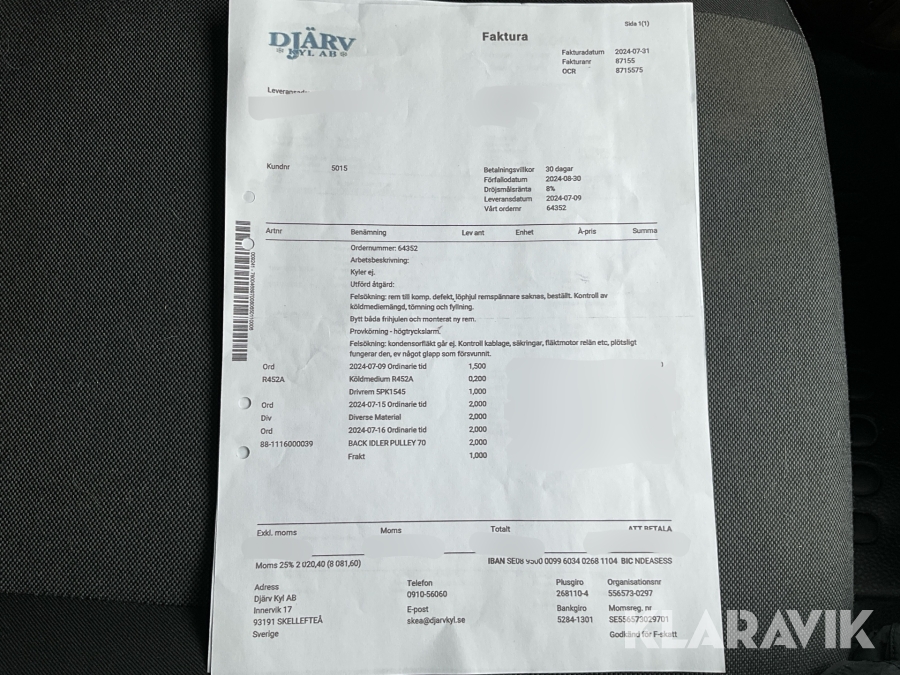 Sida 1(1)
DJÄRV
KYL AB
Faktura
Fakturadatum 2024-07-31
Fakturanr 87155
OCR 8715575
Kundnr 5015
Betalningsvillkor 30 dagar
Förfallodatum 2024-08-30
Dröjsmålsränta 8%
Leveransdatum 2024-07-09
Vårt ordernr 64352
Artnr Benämning Lev ant Enhet Á-pris Summa
Ordernummer: 64352
Arbetsbeskrivning:
Kyler ej.
Utförd åtgärd:
Felsökning: rem till komp. defekt, löphjul remspännare saknas, beställt. Kontroll av
köldmediemängd, tömning och fyllning.
Bytt båda frihjulen och monterat ny rem.
Provkörning - högtryckslarm.
Felsökning: kondensorfläkt går ej. Kontroll kablage, säkringar, fläktmotor relän etc, plötsligt
fungerar den, ev något glapp som försvunnit.
Ord 2024-07-09 Ordinarie tid 1,500
R452A Köldmedium R452A 0,200
Drivrem 5PK1545 1,000
Ord 2024-07-15 Ordinarie tid 2,000
Div Diverse Material 2,000
Ord 2024-07-16 Ordinarie tid 2,000
88-1116000039 BACK IDLER PULLEY 70 2,000
Frakt 1,000
Exkl. moms Moms Totalt ATT BETALA
Moms 25% 2 020,40 (8 081,60)
IBAN SE08 9500 0099 6034 0268 1104 BIC NDEASESS
Adress
Djärv Kyl AB
Innervik 17
93191 SKELLEFTEÅ
Sverige
Telefon
0910-56060
E-post
skea@djarvkyl.se
Plusgiro
268110-4
Bankgiro
5284-1301
Organisationsnr
556573-0297
Momsreg. nr
SE556573029701
Godkänd för F-skatt
KLARAVIK